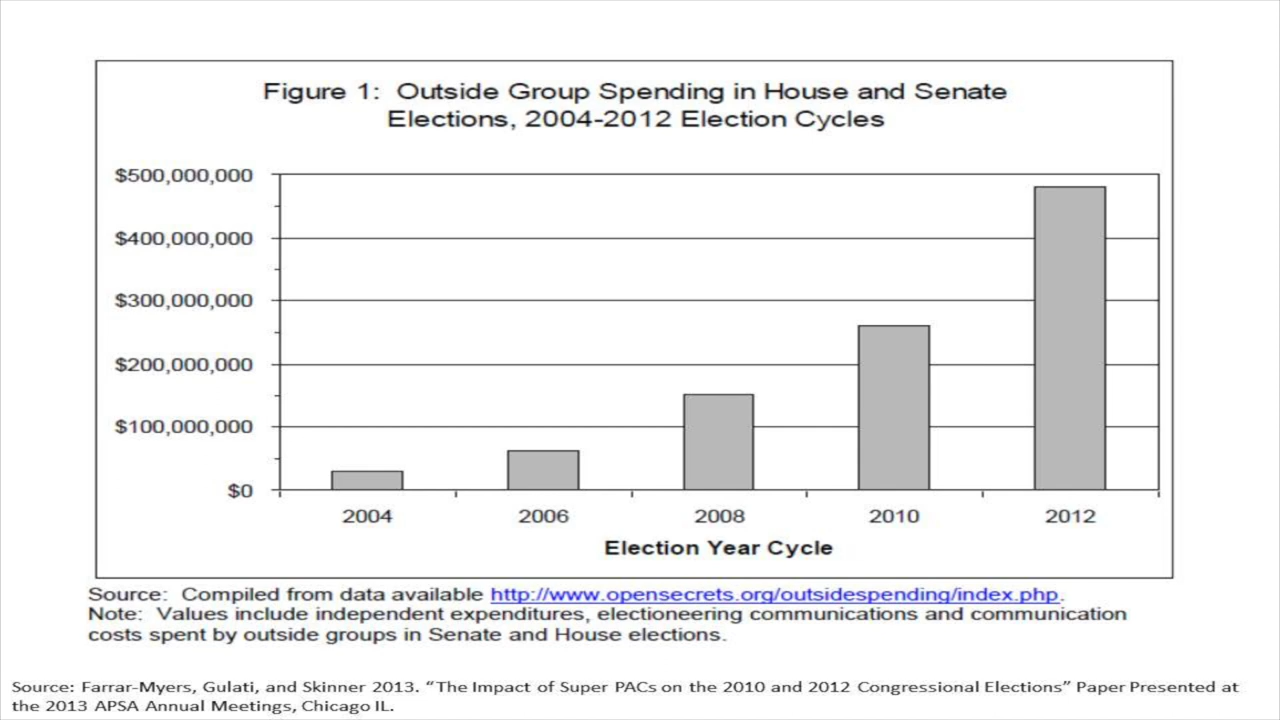 Figure 1:  Outside Group Spending in House and Senate
Elections, 2004-2012 Election Cycles
$500,000,000
$400,000,000
$300,000,000
$200,000,000
$100,000,000
$0
2004 2006 2008 2010 2012
Election Year Cycle
Source:  Compiled from data available http://www.opensecrets.org/outsidespending/index.php.
Note:  Values include independent expenditures, electioneering communications and communication
costs spent by outside groups in Senate and House elections.
Source: Farrar-Myers, Gulati, and Skinner 2013. “The Impact of Super PACs on the 2010 and 2012 Congressional Elections” Paper Presented at
the 2013 APSA Annual Meetings, Chicago IL.